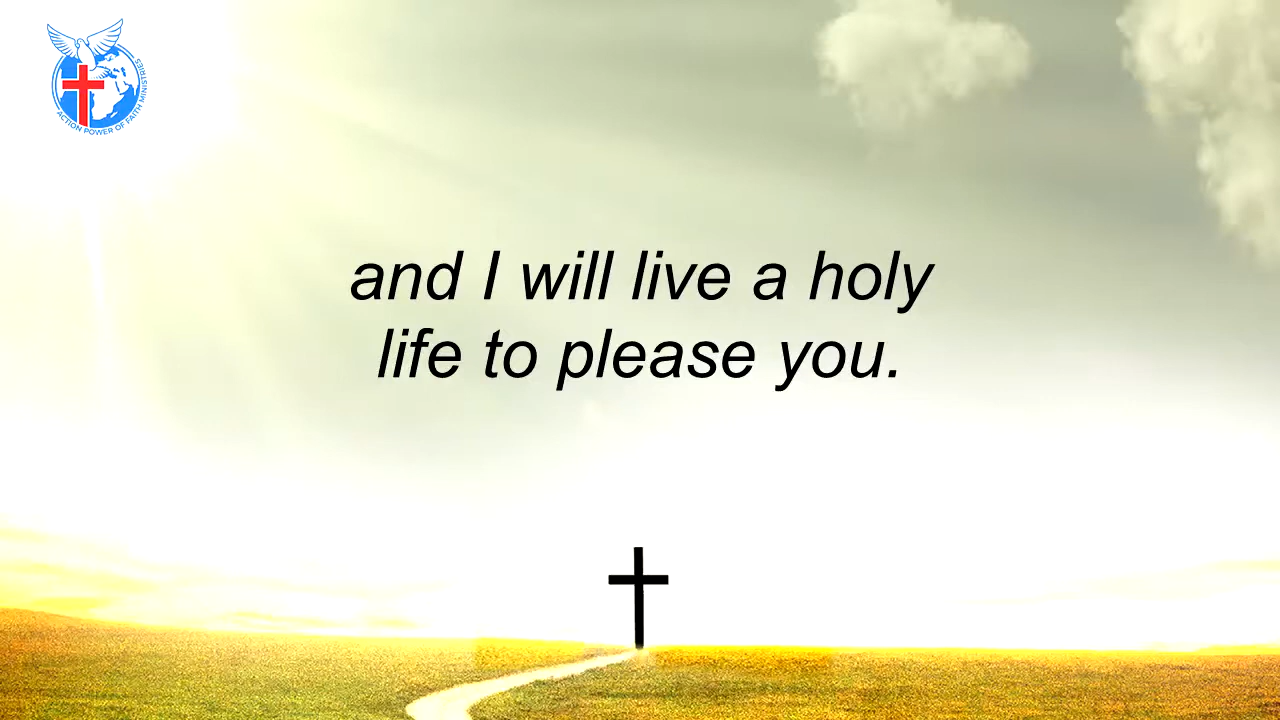 ACTION POWER OF FAITH MINISTRIES
and I will live a holy
life to please you.